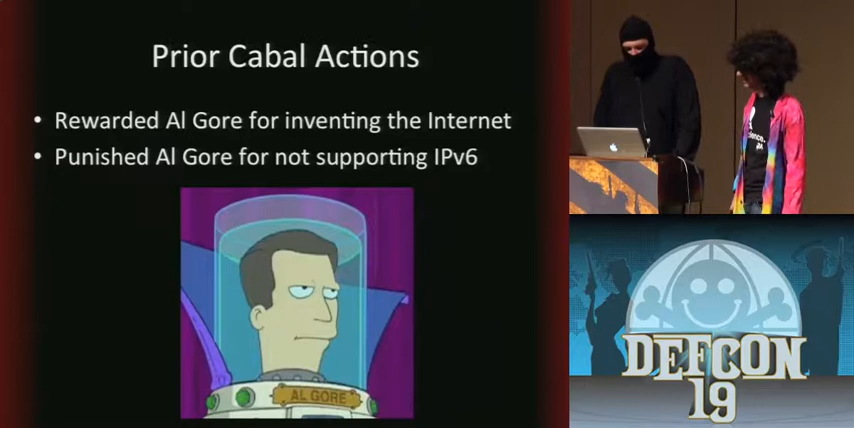 Prior Cabal Actions
• Rewarded Al Gore for inventing the Internet
• Punished Al Gore for not supporting IPv6
AL GORE
DEFCON
19